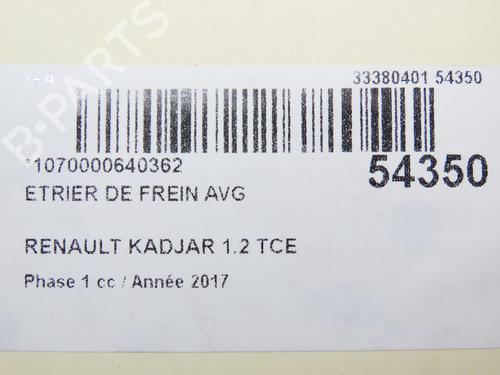 33380401 54350
*1070000640362
54350
ETRIER DE FREIN AVG
RENAULT KADJAR 1.2 TCE
Phase 1 cc / Année 2017
B-PARTS